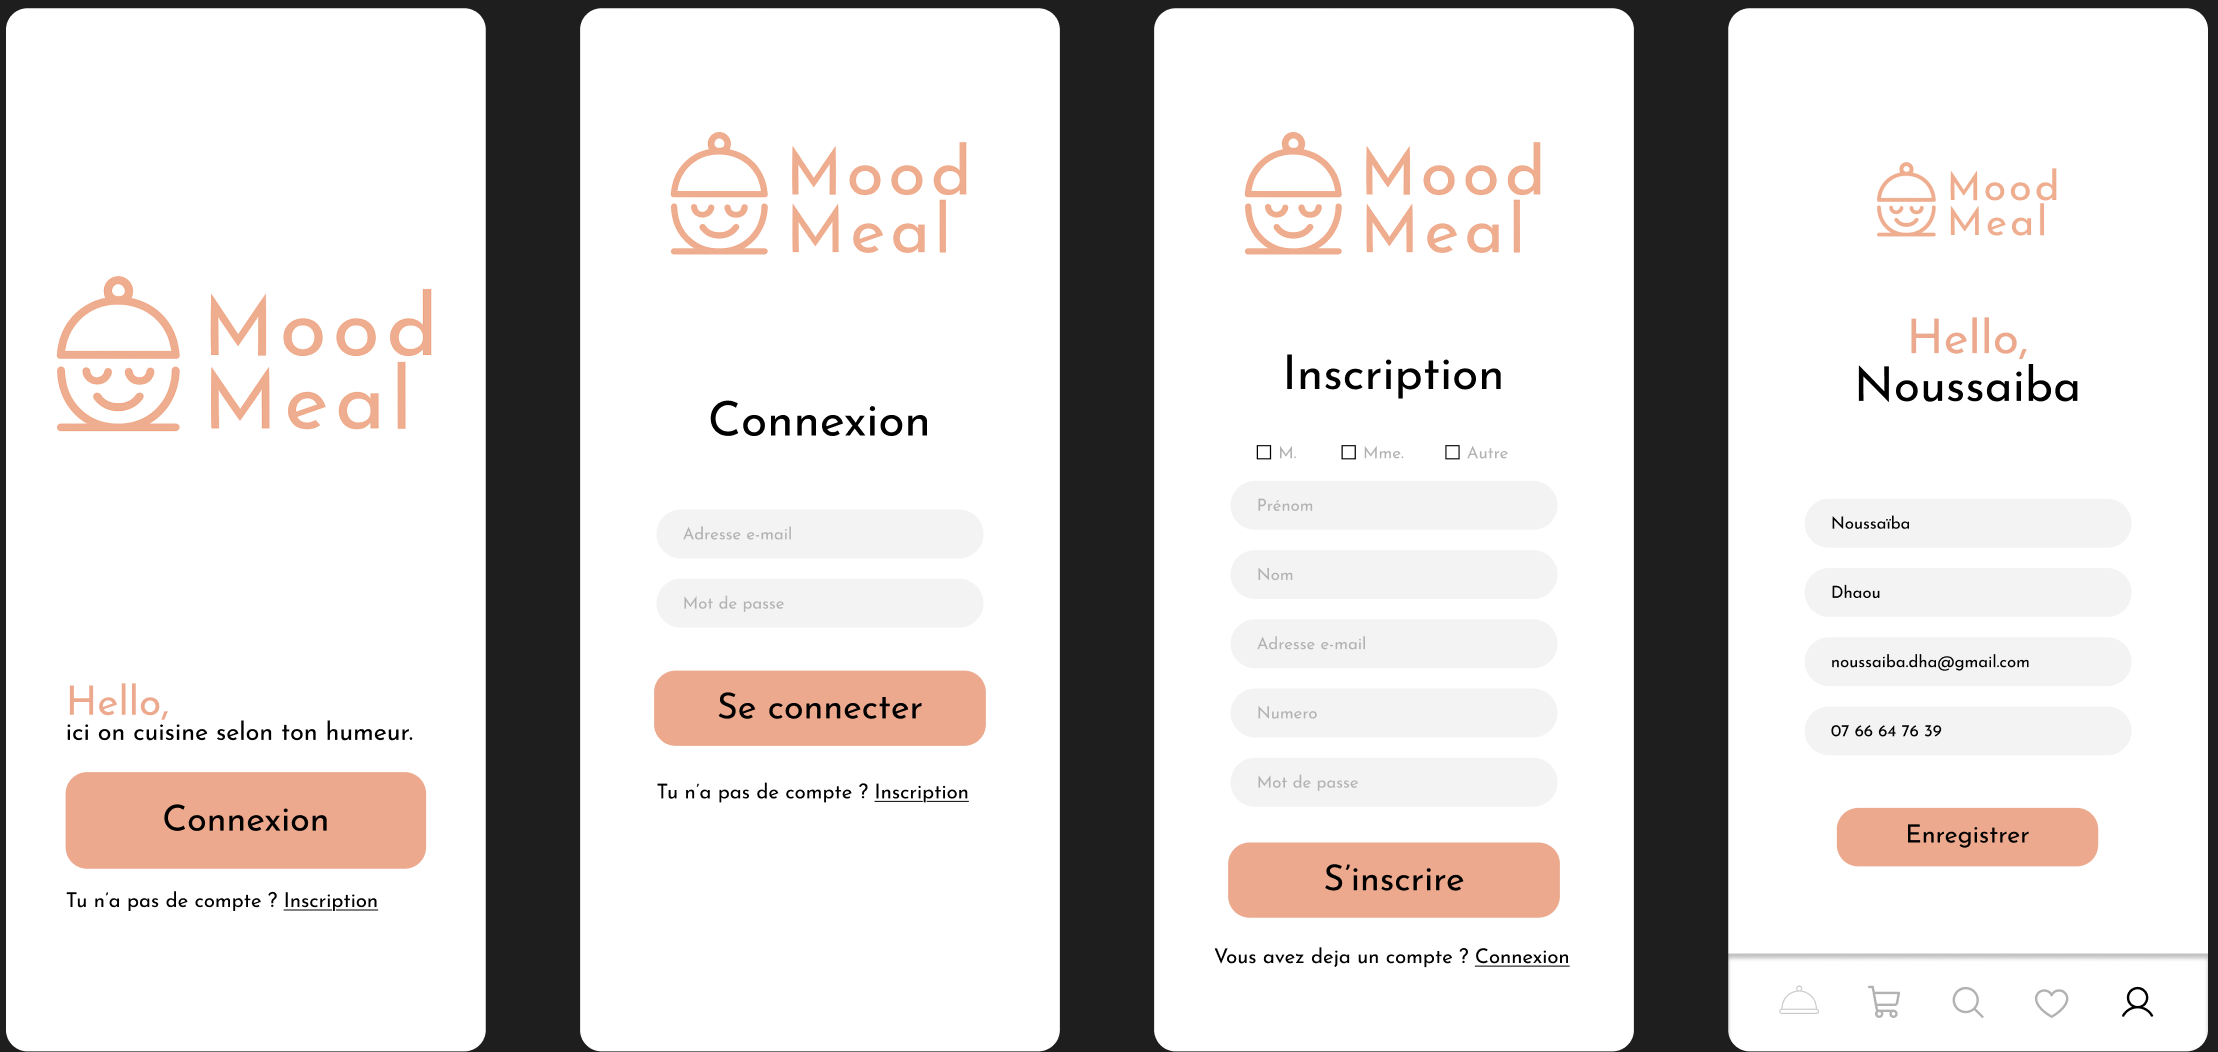 Mood
Meal
Hello,
ici on cuisine selon ton humeur.
Connexion
Tu n'a pas de compte ? Inscription
Mood
Meal
Connexion
Adresse e-mail
Mot de passe
Se connecter
Tu n'a pas de compte ? Inscription
Mood
Meal
Inscription
M. Mme. Autre
Prénom
Nom
Adresse e-mail
Numero
Mot de passe
S'inscrire
Vous avez deja un compte ? Connexion
Mood
Meal
Hello,
Noussaiba
Noussaïba
Dhaou
noussaiba.dha@gmail.com
07 66 64 76 39
Enregistrer